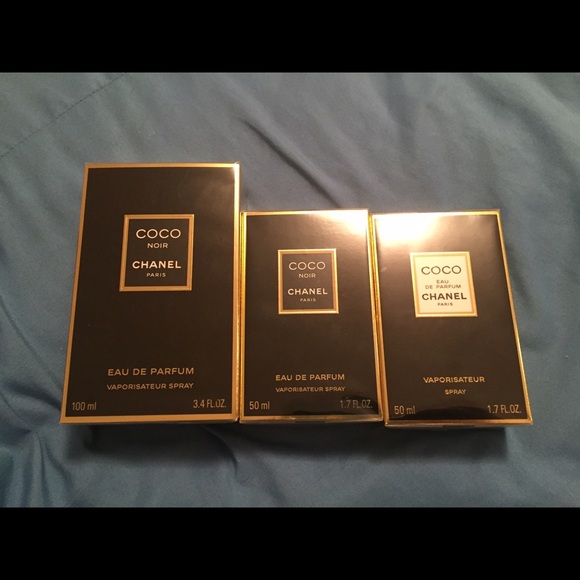 COCO
NOIR
CHANEL
PARIS
EAU DE PARFUM
VAPORISATEUR SPRAY
100 ml 3.4 FL.OZ.
COCO
NOIR
CHANEL
PARIS
EAU DE PARFUM
VAPORISATEUR SPRAY
50 ml 1.7 FL.OZ.
COCO
EAU
DE PARFUM
CHANEL
PARIS
VAPORISATEUR
SPRAY
50 ml 1.7 FL.OZ.